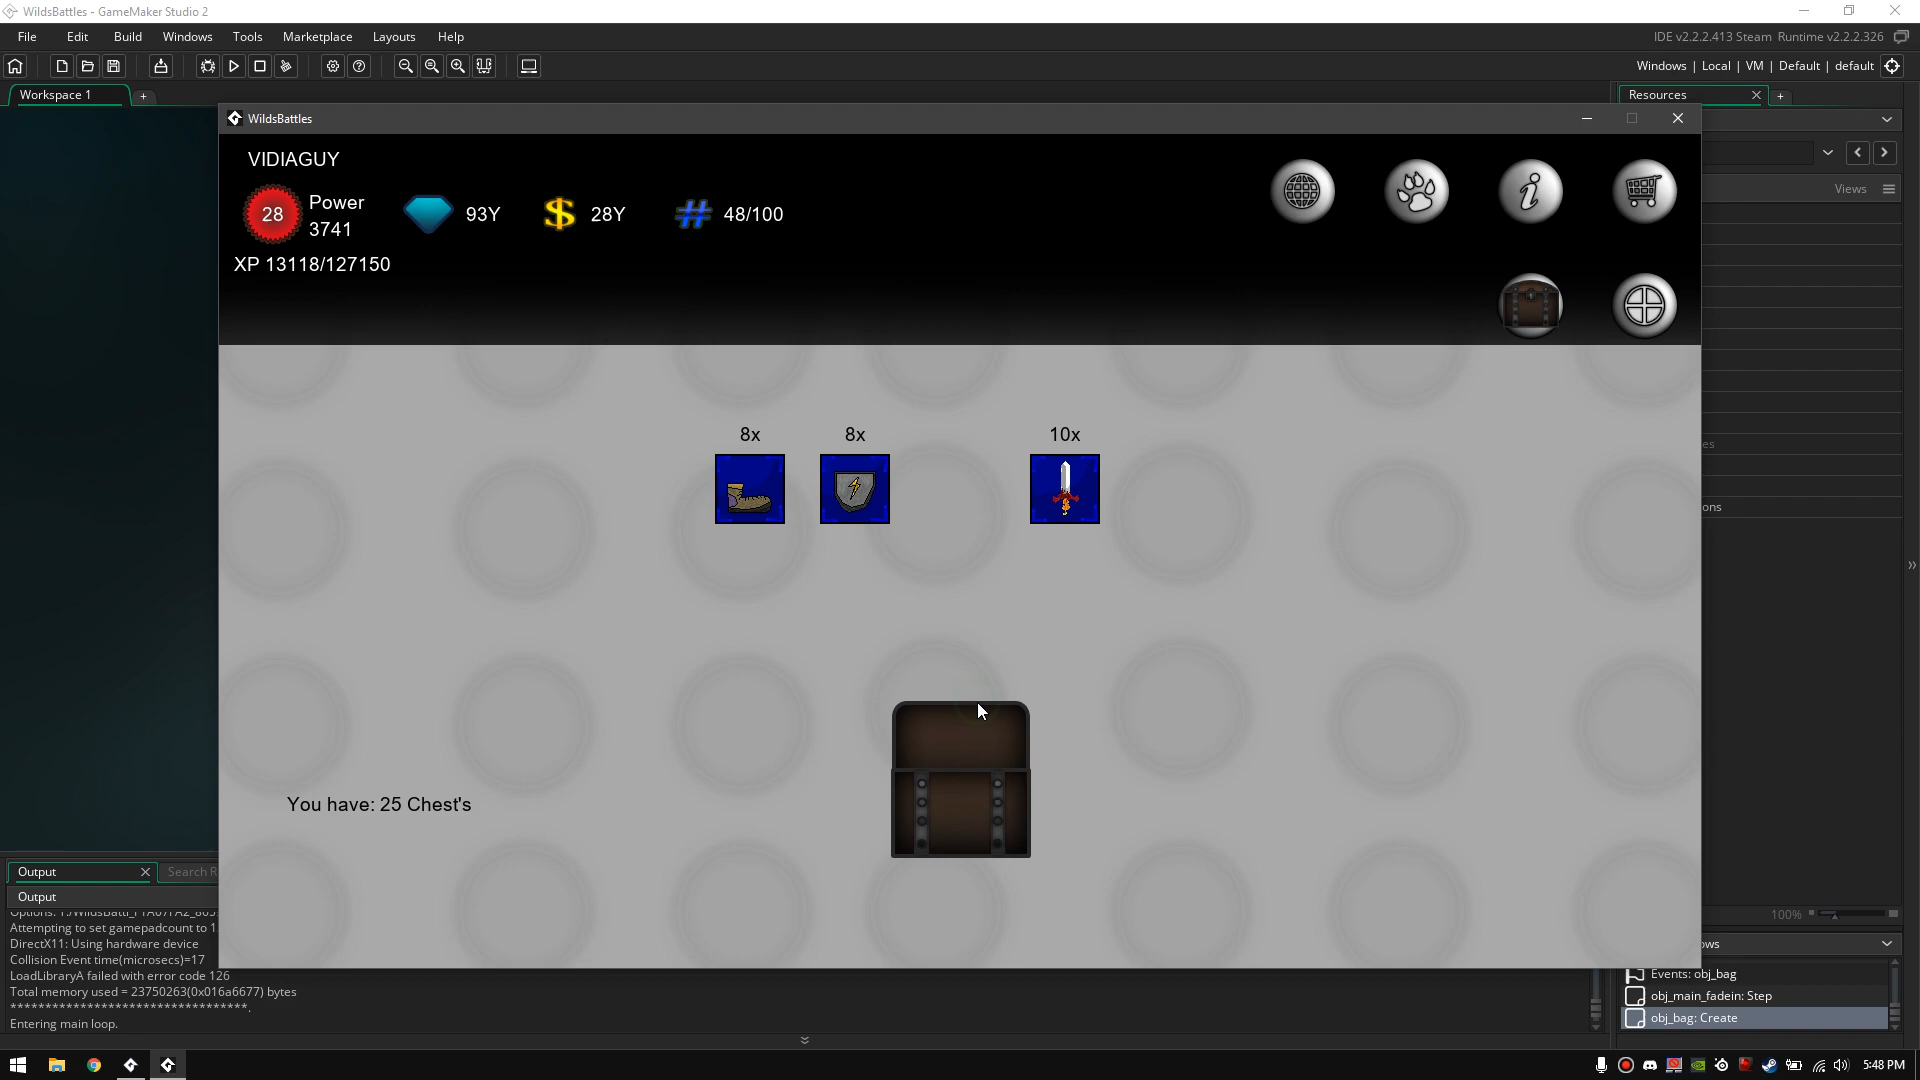 WildsBattles - GameMaker Studio 2
File Edit Build Windows Tools Marketplace Layouts Help
IDE v2.2.2.413 Steam Runtime v2.2.2.326
Windows | Local | VM | Default | default
Workspace 1
Resources
WildsBattles
Views
VIDIAGUY
28
Power
3741
93Y
28Y
48/100
XP 13118/127150
8x 8x 10x
You have: 25 Chest's
es
ons
Output
Search R
Output
Attempting to set gamepadcount to 1
DirectX11: Using hardware device
Collision Event time(microsecs)=17
LoadLibraryA failed with error code 126
Total memory used = 23750263(0x016a6677) bytes
**********************************.
Entering main loop.
100%
ows
Events: obj_bag
obj_main_fadein: Step
obj_bag: Create
5:48 PM